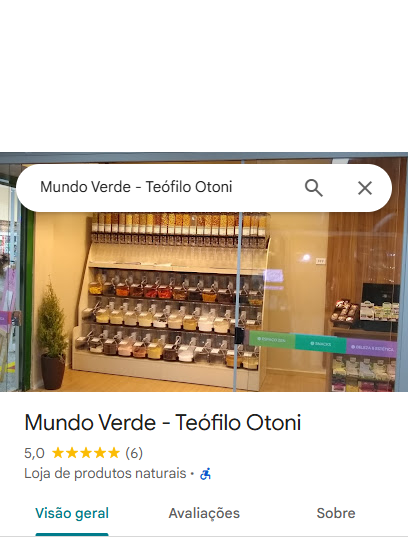 Mundo Verde - Teófilo Otoni
Mundo Verde - Teófilo Otoni
5,0 (6)
Loja de produtos naturais ·
Visão geral
Avaliações
Sobre